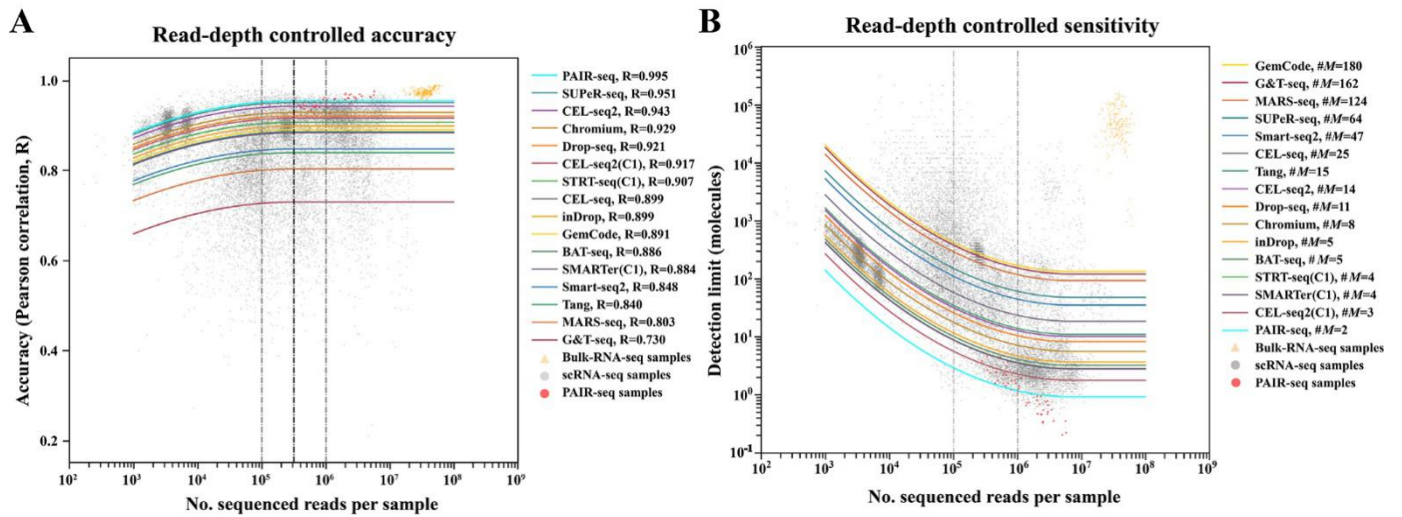 A
Read-depth controlled accuracy
Accuracy (Pearson correlation, R)
1.0
0.8
0.6
0.4
0.2
10² 10³ 10⁴ 10⁵ 10⁶ 10⁷ 10⁸ 10⁹
No. sequenced reads per sample
PAIR-seq, R=0.995
SUPeR-seq, R=0.951
CEL-seq2, R=0.943
Chromium, R=0.929
Drop-seq, R=0.921
CEL-seq2(C1), R=0.917
STRT-seq(C1), R=0.907
CEL-seq, R=0.899
inDrop, R=0.899
GemCode, R=0.891
BAT-seq, R=0.886
SMARTer(C1), R=0.884
Smart-seq2, R=0.848
Tang, R=0.840
MARS-seq, R=0.803
G&T-seq, R=0.730
Bulk-RNA-seq samples
scRNA-seq samples
PAIR-seq samples
B
Read-depth controlled sensitivity
Detection limit (molecules)
10⁶
10⁵
10⁴
10³
10²
10¹
10⁰
10⁻¹
10² 10³ 10⁴ 10⁵ 10⁶ 10⁷ 10⁸ 10⁹
No. sequenced reads per sample
GemCode, #M=180
G&T-seq, #M=162
MARS-seq, #M=124
SUPeR-seq, #M=64
Smart-seq2, #M=47
CEL-seq, #M=25
Tang, #M=15
CEL-seq2, #M=14
Drop-seq, #M=11
Chromium, #M=8
inDrop, #M=5
BAT-seq, #M=5
STRT-seq(C1), #M=4
SMARTer(C1), #M=4
CEL-seq2(C1), #M=3
PAIR-seq, #M=2
Bulk-RNA-seq samples
scRNA-seq samples
PAIR-seq samples